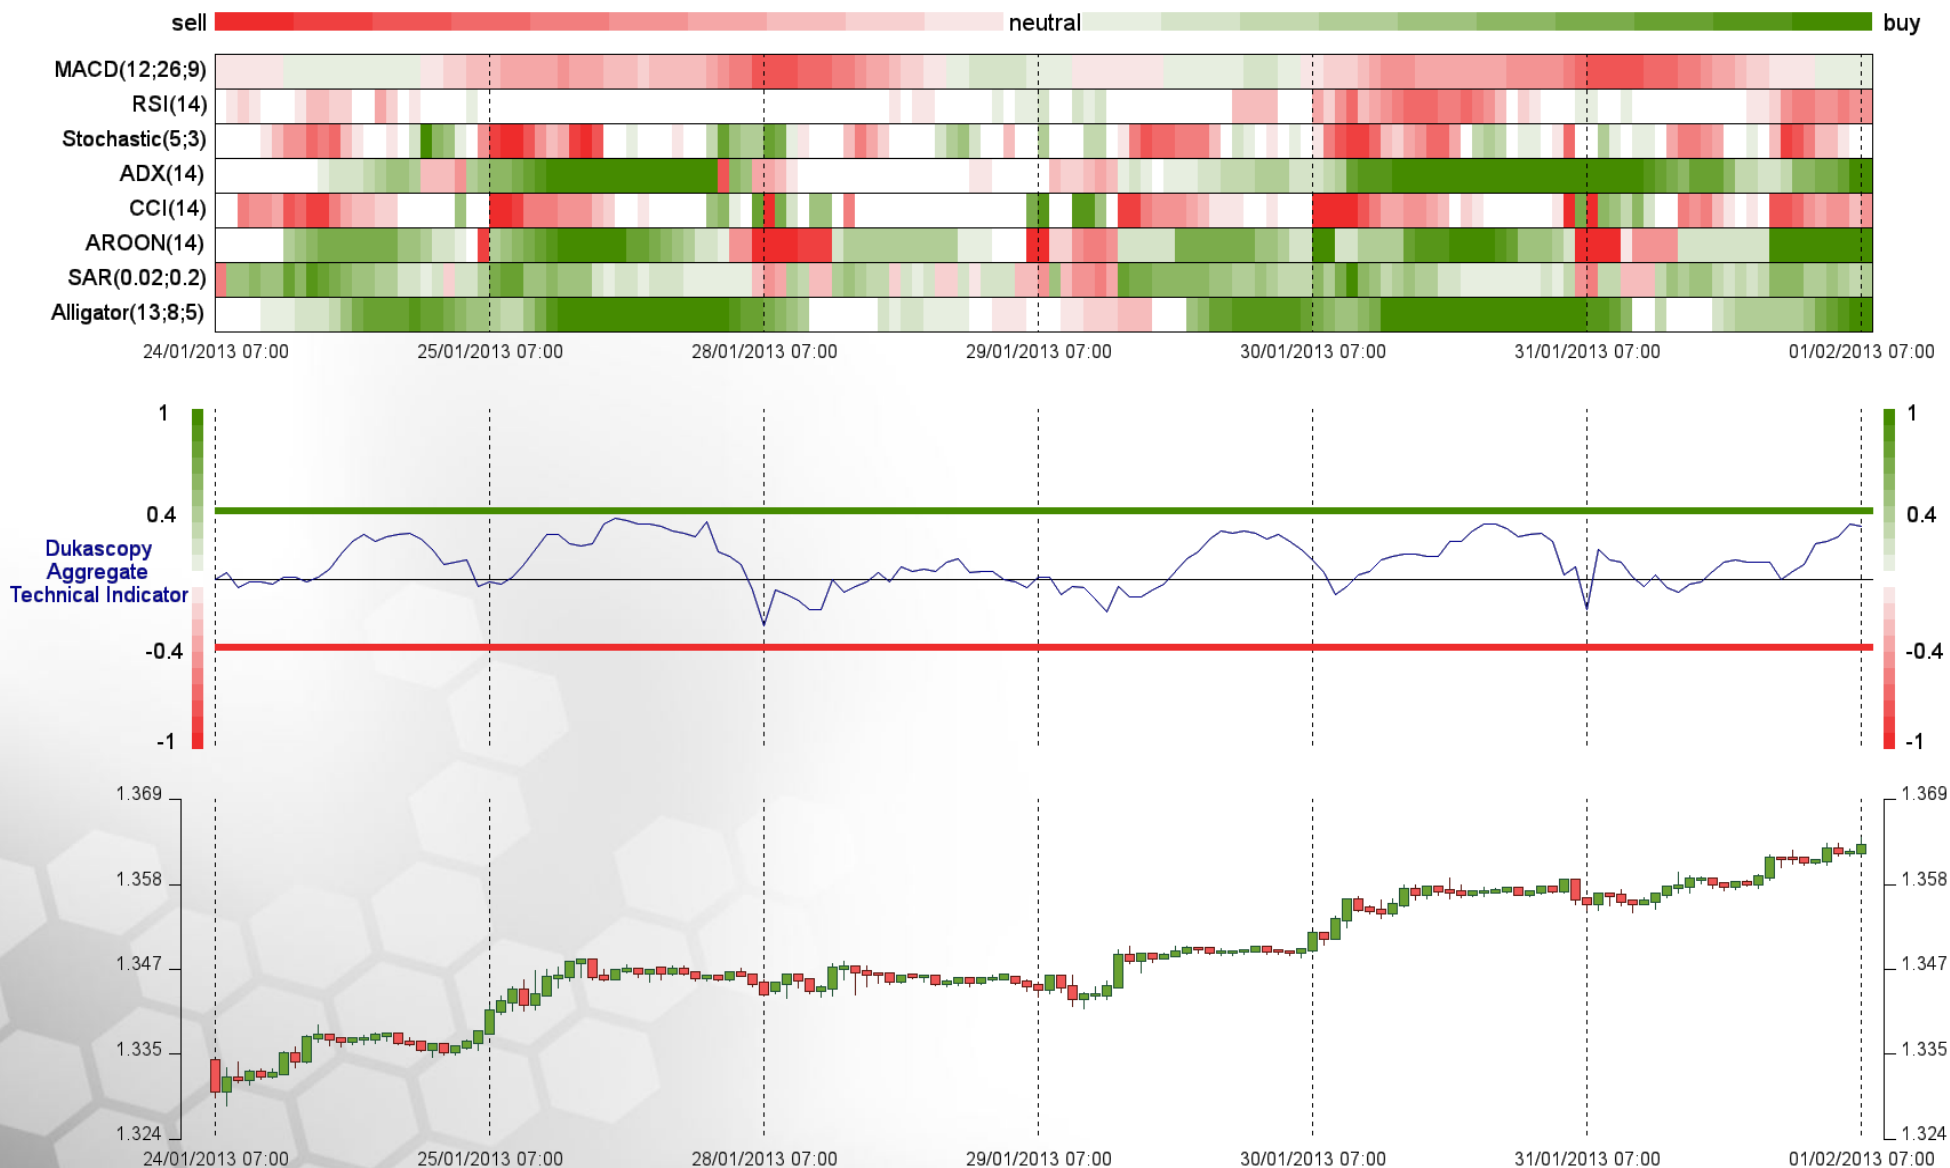 sell neutral buy
MACD(12;26;9)
RSI(14)
Stochastic(5;3)
ADX(14)
CCI(14)
AROON(14)
SAR(0.02;0.2)
Alligator(13;8;5)
24/01/2013 07:00 25/01/2013 07:00 28/01/2013 07:00 29/01/2013 07:00 30/01/2013 07:00 31/01/2013 07:00 01/02/2013 07:00
1 1
0.4 0.4
Dukascopy
Aggregate
Technical Indicator
-0.4 -0.4
-1 -1
1.369 1.369
1.358 1.358
1.347 1.347
1.335 1.335
1.324 1.324
24/01/2013 07:00 25/01/2013 07:00 28/01/2013 07:00 29/01/2013 07:00 30/01/2013 07:00 31/01/2013 07:00 01/02/2013 07:00